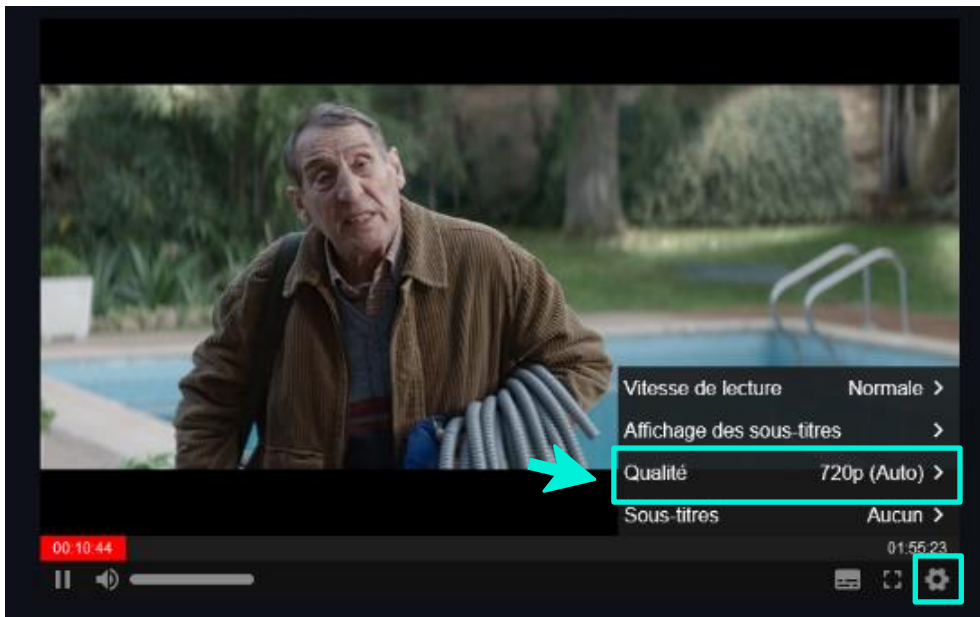 Vitesse de lecture Normale >
Affichage des sous-titres >
Qualité 720p (Auto) >
Sous-titres Aucun >
00:10:44 01:55:23